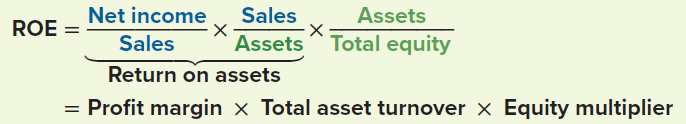 ROE = Net income / Sales × Sales / Assets × Assets / Total equity
Return on assets
= Profit margin × Total asset turnover × Equity multiplier